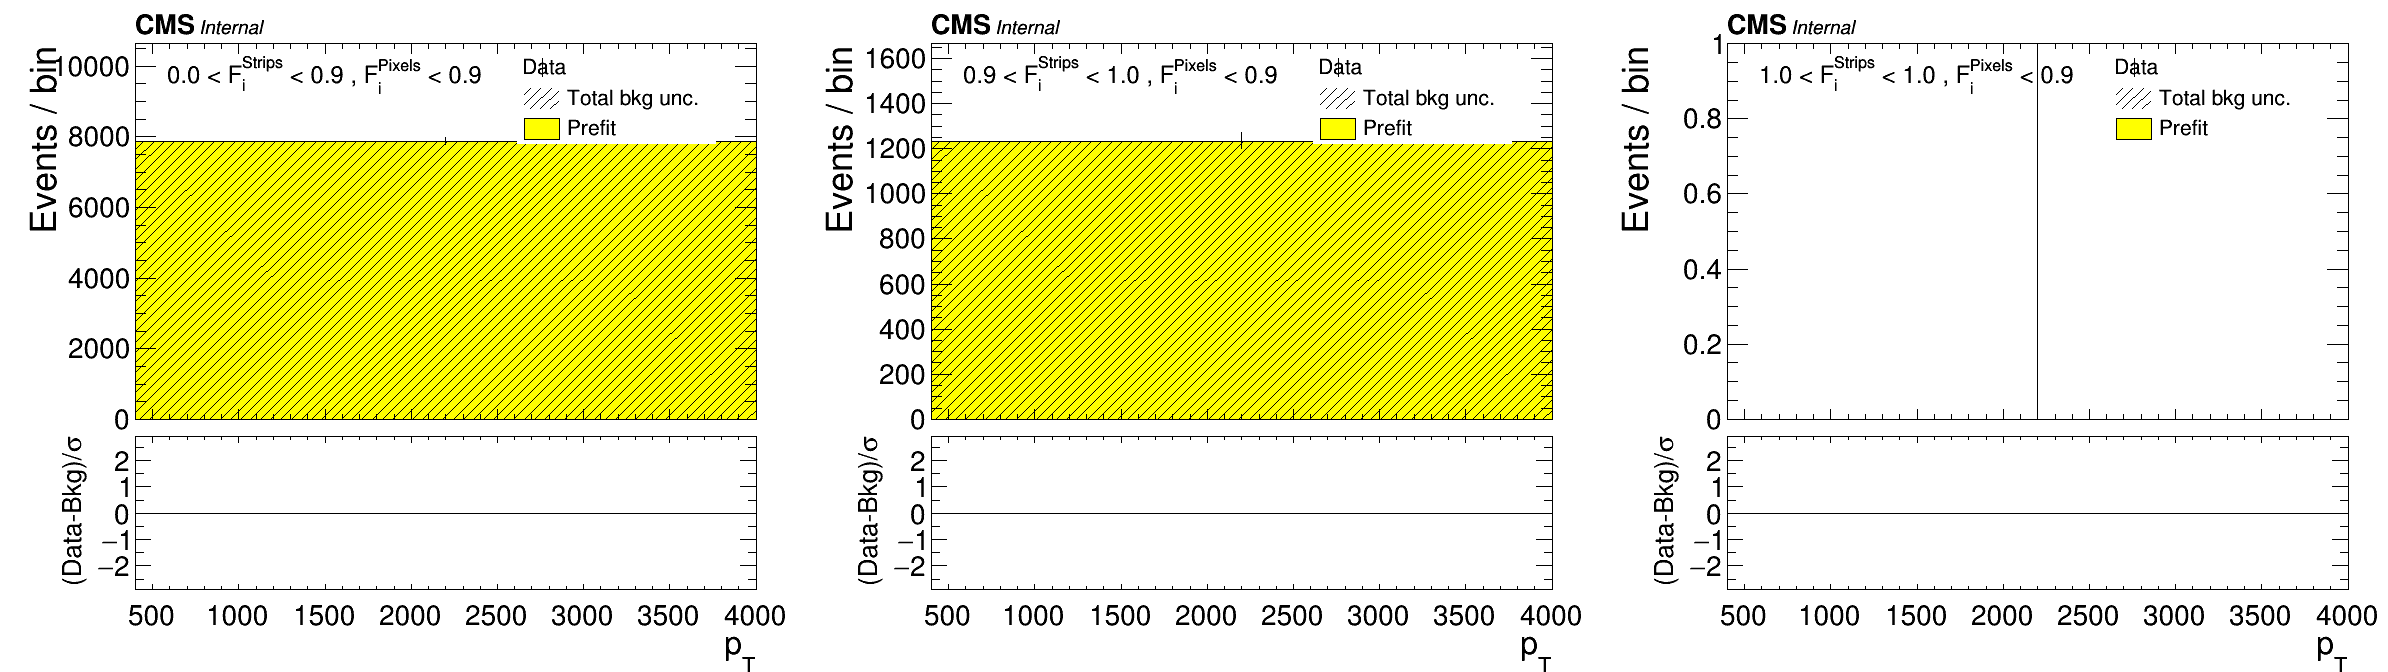 CMS Internal
Events / bin
10000
8000
6000
4000
2000
0
0.0 < F_i^Strips < 0.9 , F_i^Pixels < 0.9
Data
Total bkg unc.
Prefit
(Data-Bkg)/σ
2
1
0
−1
−2
500 1000 1500 2000 2500 3000 3500 4000
p_T
CMS Internal
Events / bin
1600
1400
1200
1000
800
600
400
200
0
0.9 < F_i^Strips < 1.0 , F_i^Pixels < 0.9
Data
Total bkg unc.
Prefit
(Data-Bkg)/σ
2
1
0
−1
−2
500 1000 1500 2000 2500 3000 3500 4000
p_T
CMS Internal
Events / bin
1
0.8
0.6
0.4
0.2
0
1.0 < F_i^Strips < 1.0 , F_i^Pixels < 0.9
Data
Total bkg unc.
Prefit
(Data-Bkg)/σ
2
1
0
−1
−2
500 1000 1500 2000 2500 3000 3500 4000
p_T